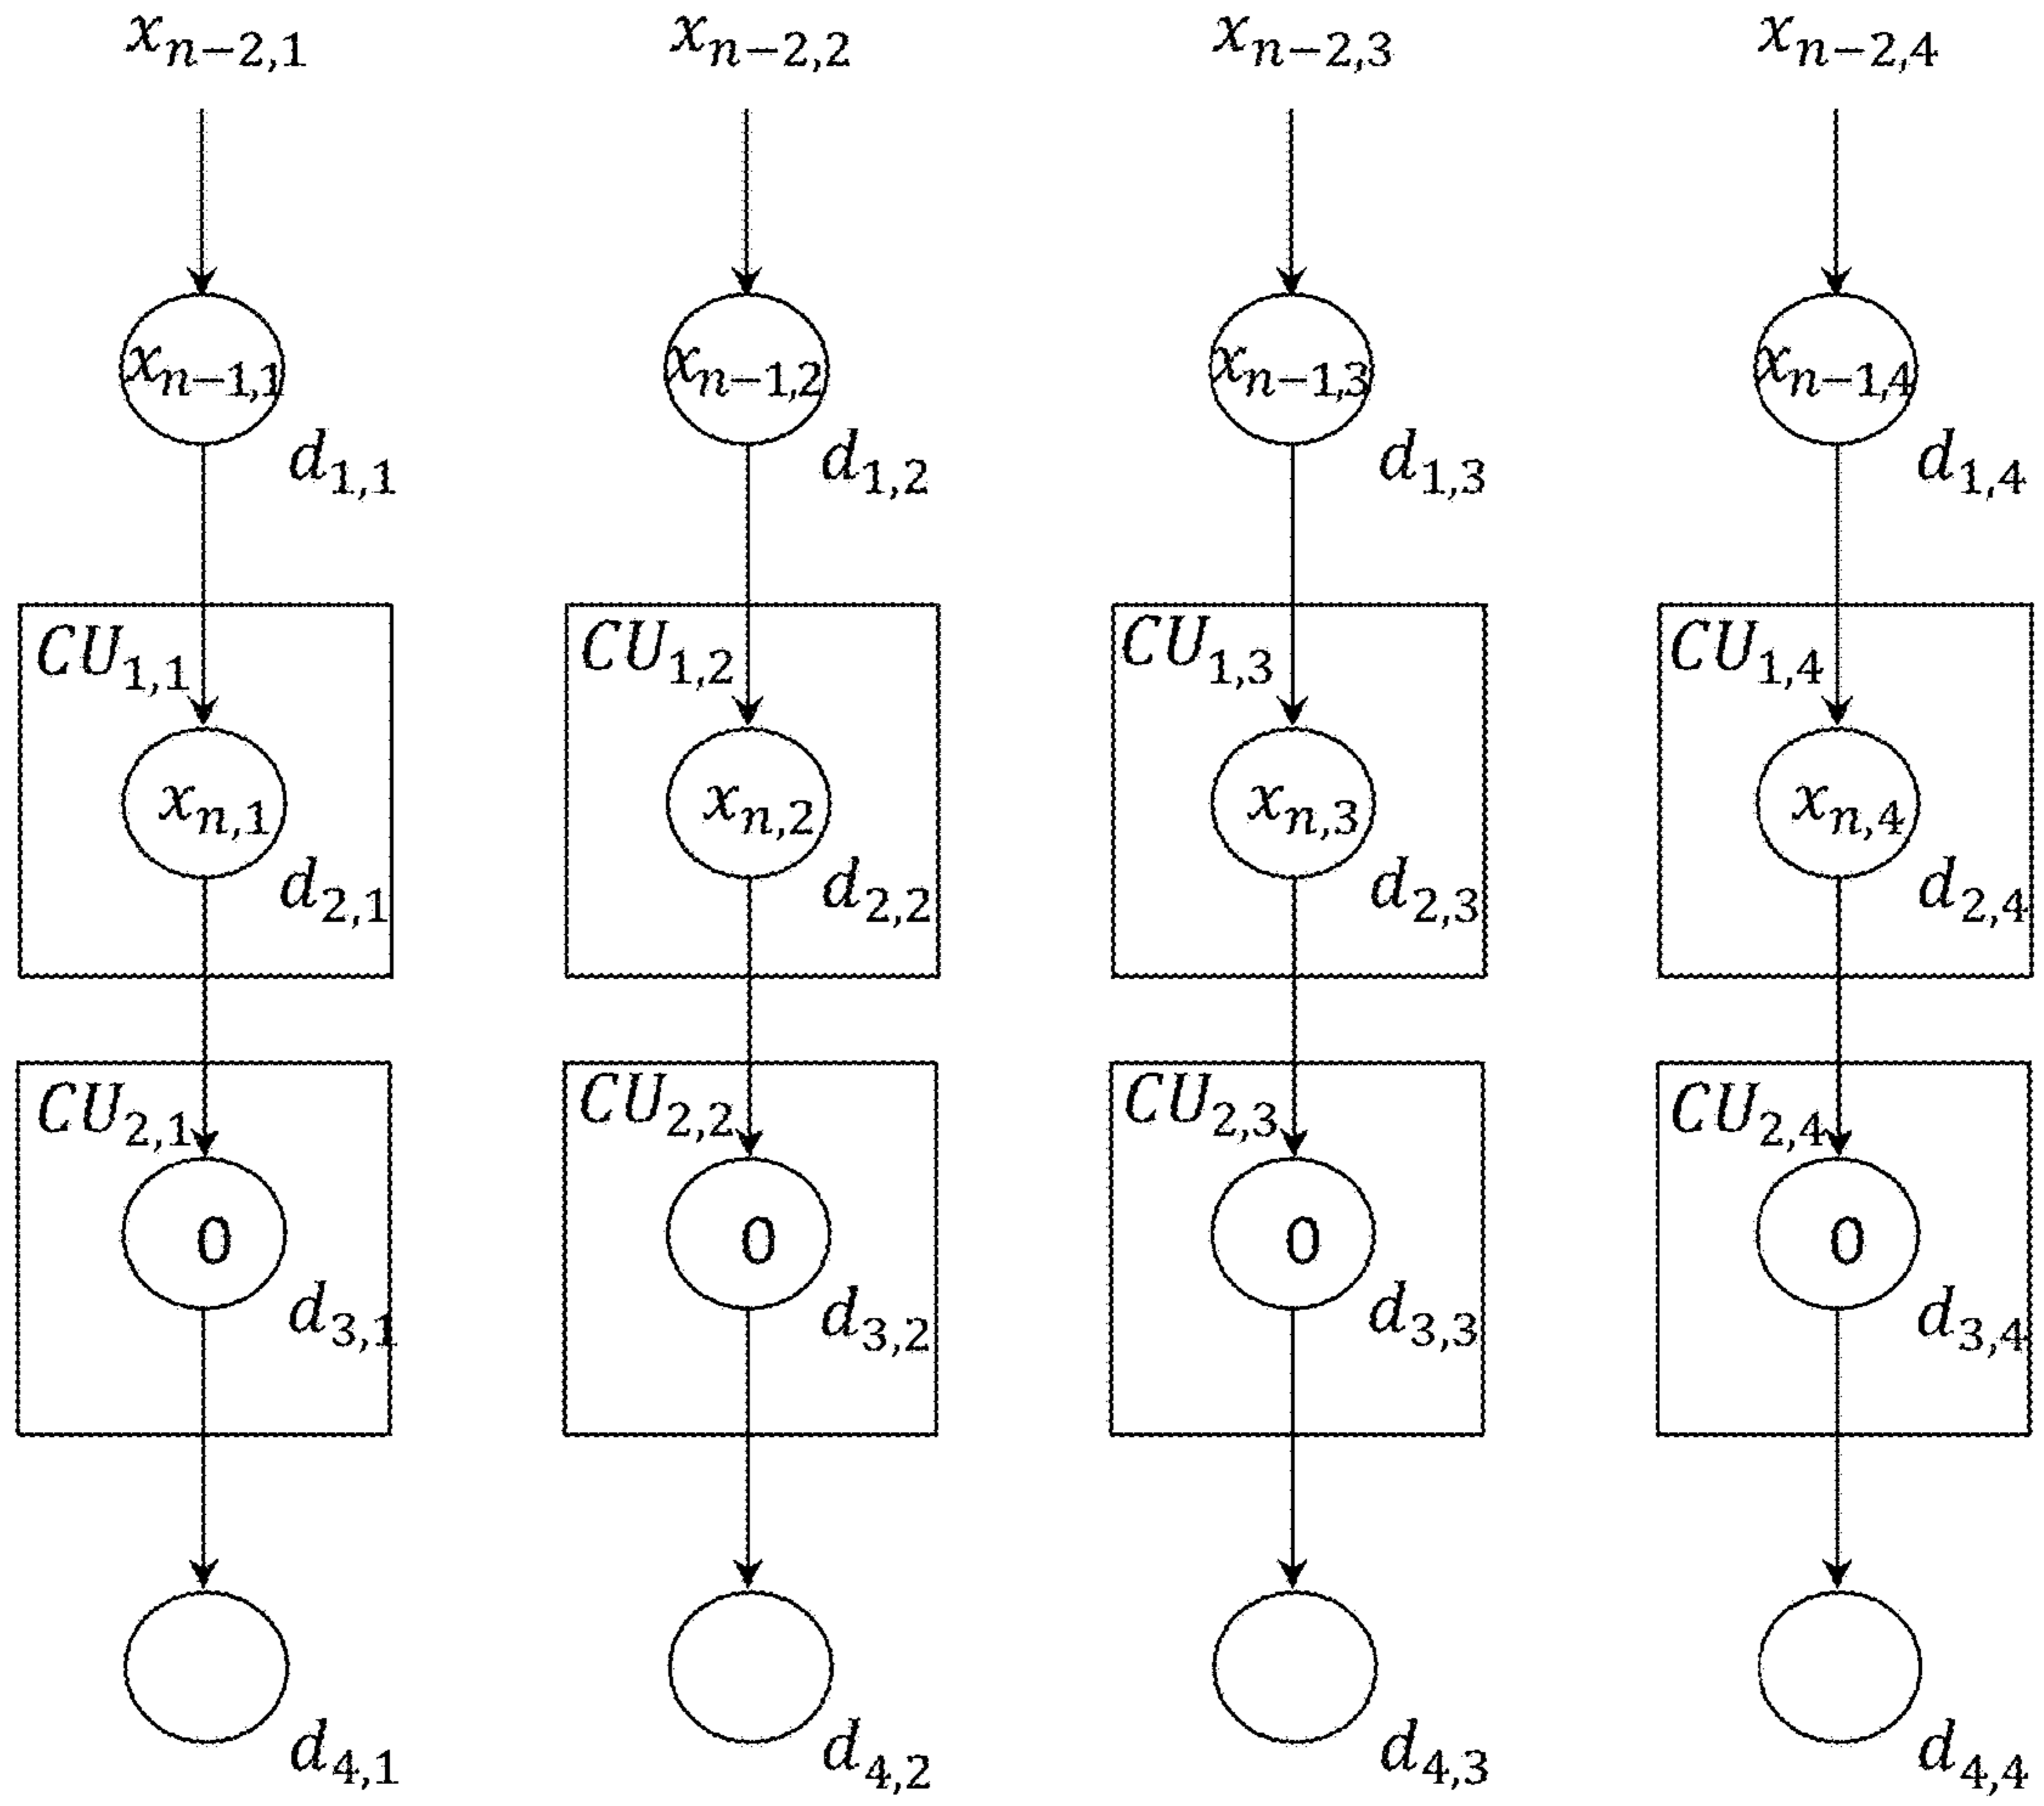 x_{n-2,1} x_{n-2,2} x_{n-2,3} x_{n-2,4}
x_{n-1,1} x_{n-1,2} x_{n-1,3} x_{n-1,4}
d_{1,1} d_{1,2} d_{1,3} d_{1,4}
CU_{1,1} CU_{1,2} CU_{1,3} CU_{1,4}
x_{n,1} x_{n,2} x_{n,3} x_{n,4}
d_{2,1} d_{2,2} d_{2,3} d_{2,4}
CU_{2,1} CU_{2,2} CU_{2,3} CU_{2,4}
0 0 0 0
d_{3,1} d_{3,2} d_{3,3} d_{3,4}
d_{4,1} d_{4,2} d_{4,3} d_{4,4}